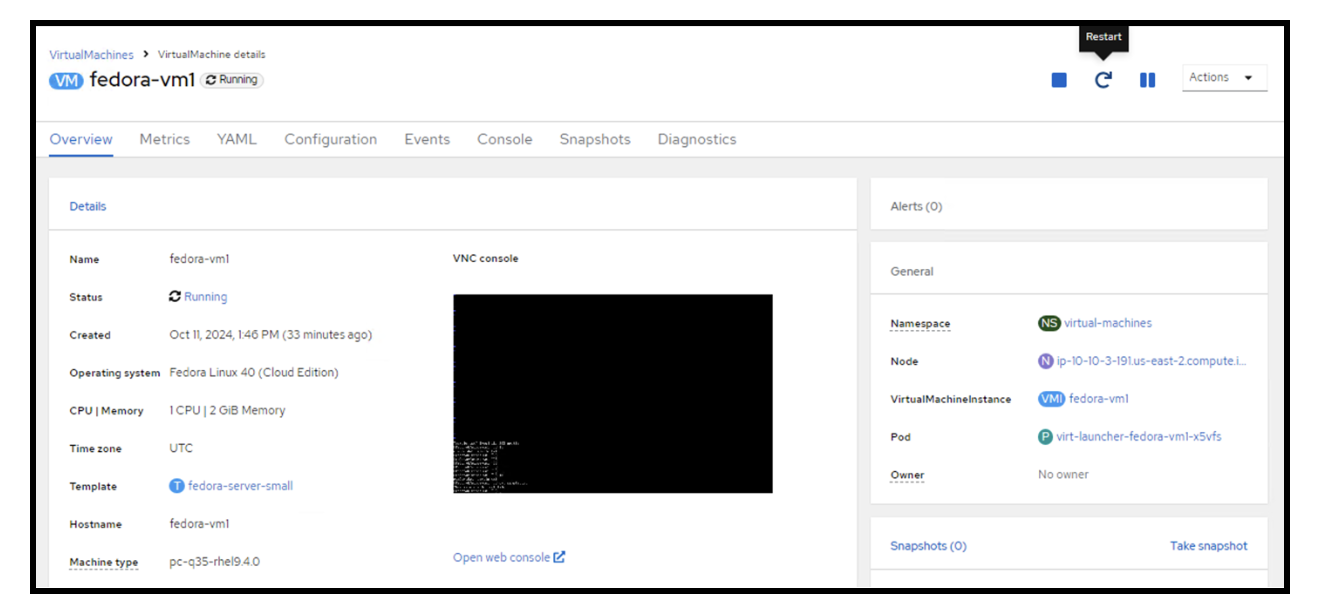 Restart
VirtualMachines > VirtualMachine details
VM fedora-vm1 Running
Actions
Overview Metrics YAML Configuration Events Console Snapshots Diagnostics
Details
Name fedora-vm1
Status Running
Created Oct 11, 2024, 1:46 PM (33 minutes ago)
Operating system Fedora Linux 40 (Cloud Edition)
CPU | Memory 1 CPU | 2 GiB Memory
Time zone UTC
Template T fedora-server-small
Hostname fedora-vm1
Machine type pc-q35-rhel9.4.0
VNC console
Open web console
Alerts (0)
General
Namespace NS virtual-machines
Node N ip-10-10-3-191.us-east-2.compute.i...
VirtualMachineInstance VMI fedora-vm1
Pod P virt-launcher-fedora-vm1-x5vfs
Owner No owner
Snapshots (0) Take snapshot